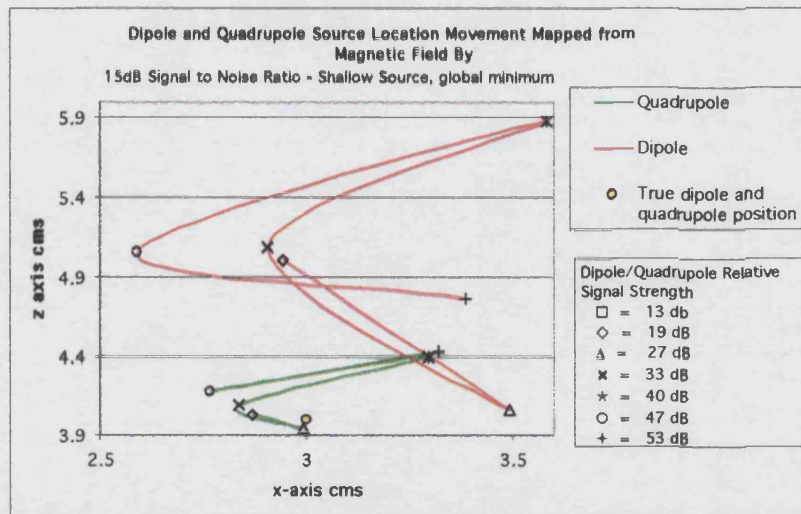 Dipole and Quadrupole Source Location Movement Mapped from
Magnetic Field By
15dB Signal to Noise Ratio - Shallow Source, global minimum
5.9
5.4
4.9
4.4
3.9
z axis cms
2.5
3
3.5
x-axis cms
Quadrupole
Dipole
True dipole and
quadrupole position
Dipole/Quadrupole Relative
Signal Strength
= 13 db
= 19 dB
= 27 dB
= 33 dB
= 40 dB
= 47 dB
= 53 dB